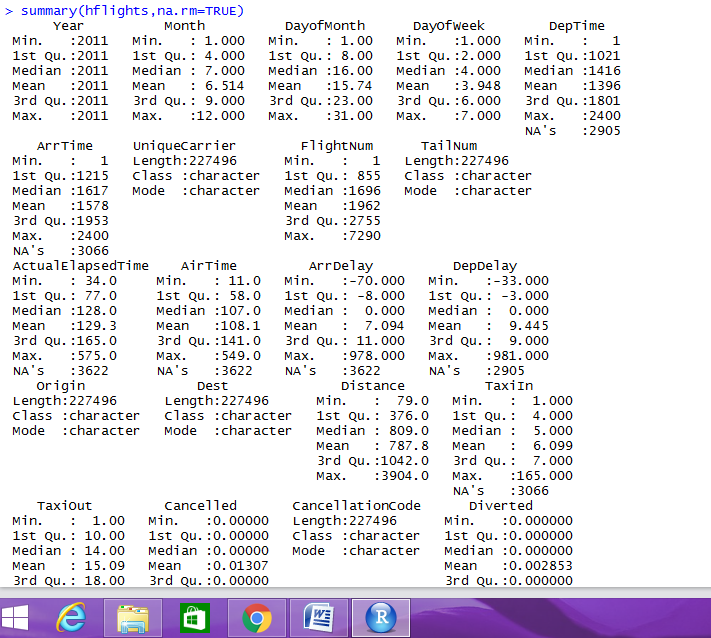 > summary(hflights,na.rm=TRUE)
Year Month DayofMonth DayOfWeek DepTime
Min. :2011 Min. : 1.000 Min. : 1.00 Min. :1.000 Min. : 1
1st Qu.:2011 1st Qu.: 4.000 1st Qu.: 8.00 1st Qu.:2.000 1st Qu.:1021
Median :2011 Median : 7.000 Median :16.00 Median :4.000 Median :1416
Mean :2011 Mean : 6.514 Mean :15.74 Mean :3.948 Mean :1396
3rd Qu.:2011 3rd Qu.: 9.000 3rd Qu.:23.00 3rd Qu.:6.000 3rd Qu.:1801
Max. :2011 Max. :12.000 Max. :31.00 Max. :7.000 Max. :2400
NA's :2905
ArrTime UniqueCarrier FlightNum TailNum
Min. : 1 Length:227496 Min. : 1 Length:227496
1st Qu.:1215 Class :character 1st Qu.: 855 Class :character
Median :1617 Mode :character Median :1696 Mode :character
Mean :1578 Mean :1962
3rd Qu.:1953 3rd Qu.:2755
Max. :2400 Max. :7290
NA's :3066
ActualElapsedTime AirTime ArrDelay DepDelay
Min. : 34.0 Min. : 11.0 Min. :-70.000 Min. :-33.000
1st Qu.: 77.0 1st Qu.: 58.0 1st Qu.: -8.000 1st Qu.: -3.000
Median :128.0 Median :107.0 Median : 0.000 Median : 0.000
Mean :129.3 Mean :108.1 Mean : 7.094 Mean : 9.445
3rd Qu.:165.0 3rd Qu.:141.0 3rd Qu.: 11.000 3rd Qu.: 9.000
Max. :575.0 Max. :549.0 Max. :978.000 Max. :981.000
NA's :3622 NA's :3622 NA's :3622 NA's :2905
Origin Dest Distance TaxiIn
Length:227496 Length:227496 Min. : 79.0 Min. : 1.000
Class :character Class :character 1st Qu.: 376.0 1st Qu.: 4.000
Mode :character Mode :character Median : 809.0 Median : 5.000
Mean : 787.8 Mean : 6.099
3rd Qu.:1042.0 3rd Qu.: 7.000
Max. :3904.0 Max. :165.000
NA's :3066
TaxiOut Cancelled CancellationCode Diverted
Min. : 1.00 Min. :0.00000 Length:227496 Min. :0.000000
1st Qu.: 10.00 1st Qu.:0.00000 Class :character 1st Qu.:0.000000
Median : 14.00 Median :0.00000 Mode :character Median :0.000000
Mean : 15.09 Mean :0.01307 Mean :0.002853
3rd Qu.: 18.00 3rd Qu.:0.00000 3rd Qu.:0.000000